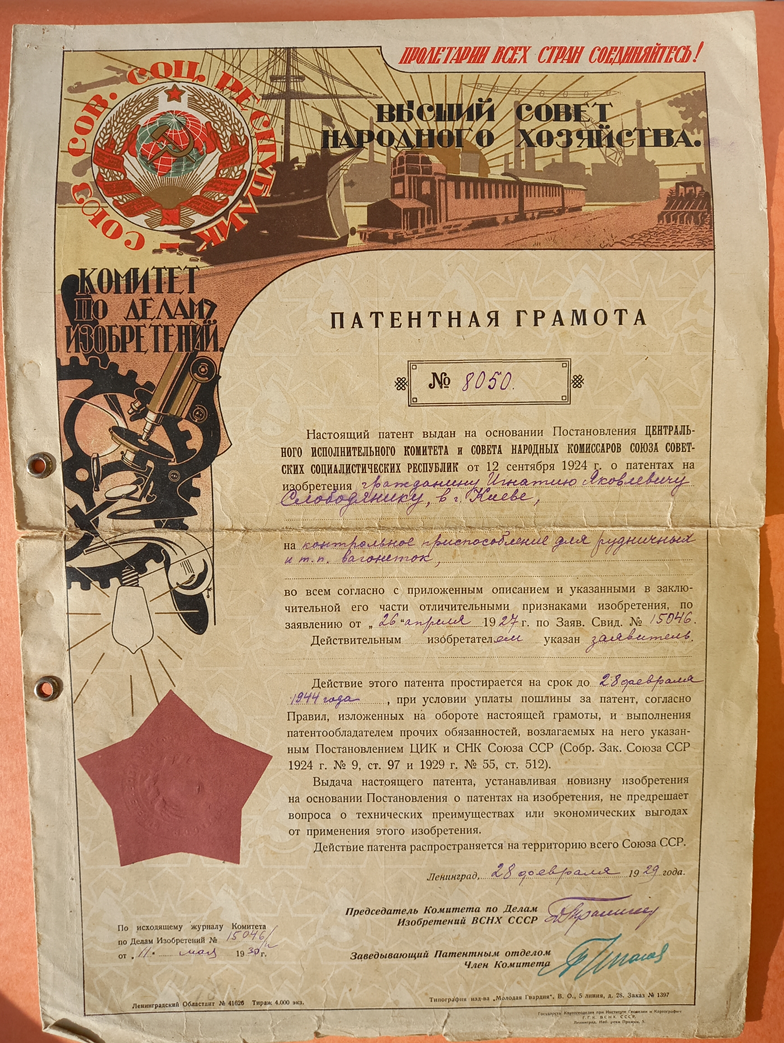 ПРОЛЕТАРИИ ВСЕХ СТРАН СОЕДИНЯЙТЕСЬ!
СОЮЗ СОВ. СОЦ. РЕСПУБЛИК
ВЫСШИЙ СОВЕТ
НАРОДНОГО ХОЗЯЙСТВА.
КОМИТЕТ
ПО ДЕЛАМ
ИЗОБРЕТЕНИЙ.
ПАТЕНТНАЯ ГРАМОТА
№ 8050.
Настоящий патент выдан на основании Постановления ЦЕНТРАЛЬ-
НОГО ИСПОЛНИТЕЛЬНОГО КОМИТЕТА и СОВЕТА НАРОДНЫХ КОМИССАРОВ СОЮЗА СОВЕТ-
СКИХ СОЦИАЛИСТИЧЕСКИХ РЕСПУБЛИК от 12 сентября 1924 г. о патентах на
изобретения гражданину Игнатию Яковлевичу
Слободянику, в г. Киеве,
на контрольное приспособление для рудничных
и т.п. вагонеток,
во всем согласно с приложенным описанием и указанными в заклю-
чительной его части отличительными признаками изобретения, по
заявлению от „26" апреля 1927 г. по Заяв. Свид. № 15046.
Действительным изобретателем указан заявитель.
Действие этого патента простирается на срок до 28 февраля
1944 года, при условии уплаты пошлины за патент, согласно
Правил, изложенных на обороте настоящей грамоты, и выполнения
патентообладателем прочих обязанностей, возлагаемых на него указан-
ным Постановлением ЦИК и СНК Союза ССР (Собр. Зак. Союза ССР
1924 г. № 9, ст. 97 и 1929 г. № 55, ст. 512).
Выдача настоящего патента, устанавливая новизну изобретения
на основании Постановления о патентах на изобретения, не предрешает
вопроса о технических преимуществах или экономических выгодах
от применения этого изобретения.
Действие патента распространяется на территорию всего Союза ССР.
Ленинград, 28 февраля 1929 года.
Председатель Комитета по Делам
Изобретений ВСНХ СССР
По исходящему журналу Комитета
по Делам Изобретений № 15046
от „11" мая 1930 г.
Заведывающий Патентным отделом
Член Комитета
Ленинградский Областлит № 41026 Тираж 4.000 экз.
Типография изд-ва „Молодая Гвардия", В. О., 5 линия, д. 28. Заказ № 1397